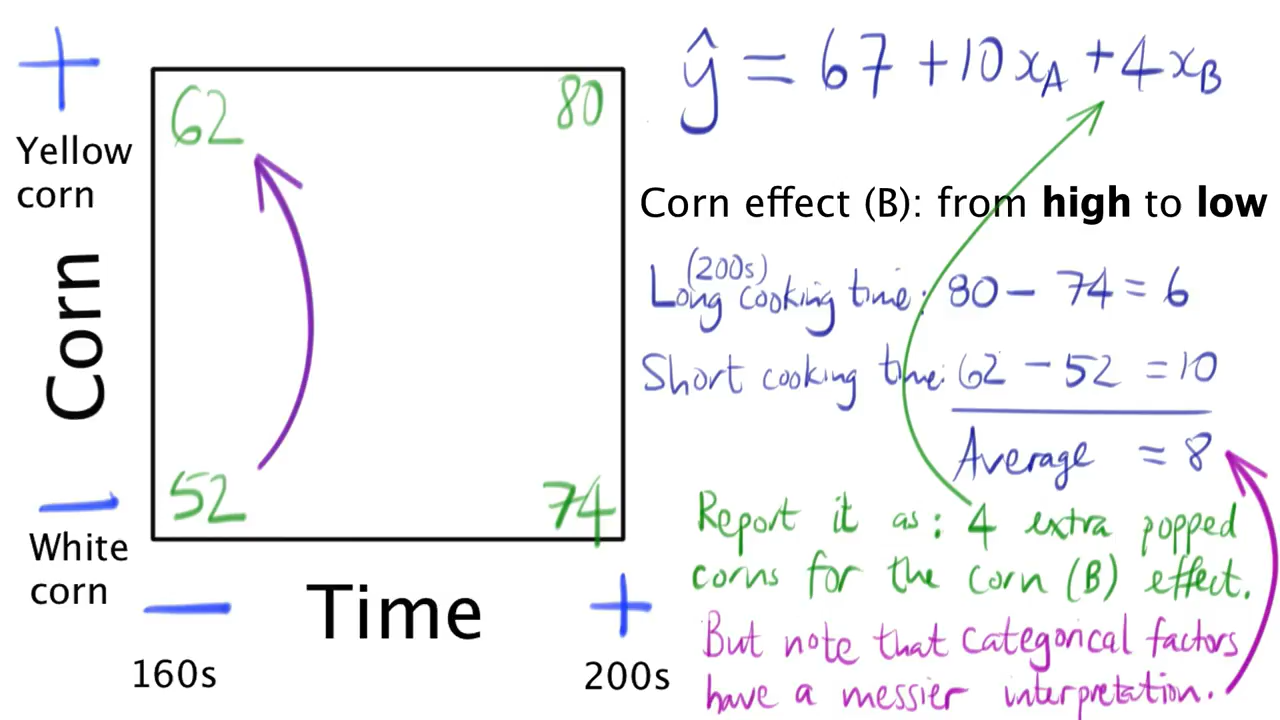 +
Yellow
corn
Corn
−
White
corn
62
80
52
74
−
Time
+
160s
200s
ŷ = 67 + 10 x_A + 4 x_B
Corn effect (B): from high to low
(200s)
Long cooking time: 80 − 74 = 6
Short cooking time: 62 − 52 = 10
Average = 8
Report it as: 4 extra popped
corns for the corn (B) effect.
But note that categorical factors
have a messier interpretation.